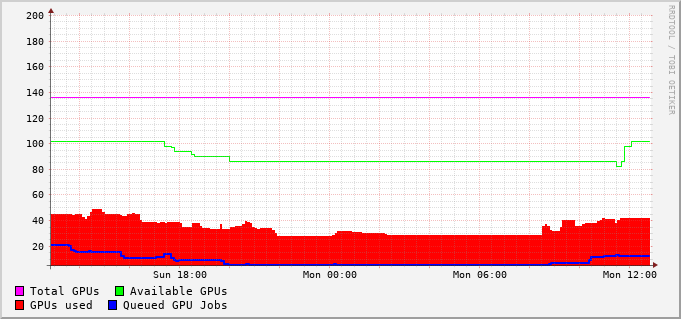 200
180
160
140
120
100
80
60
40
20
Sun 18:00 Mon 00:00 Mon 06:00 Mon 12:00
Total GPUs Available GPUs
GPUs used Queued GPU Jobs
RRDTOOL / TOBI OETIKER